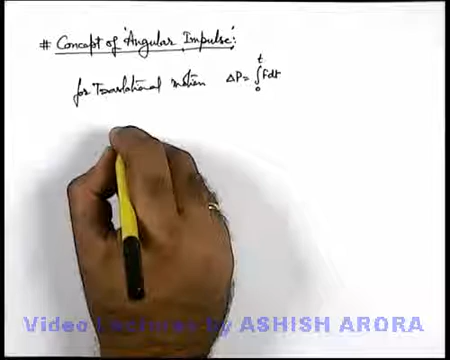 # Concept of 'Angular Impulse':
for Translational motion ΔP = ∫₀ᵗ Fdt
Video Lectures by ASHISH ARORA